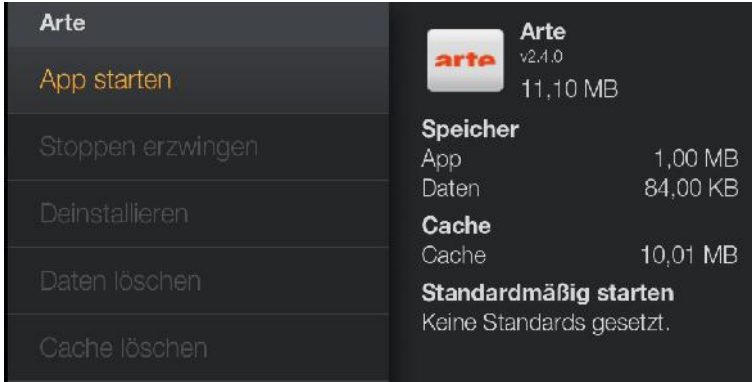 Arte
App starten
Stoppen erzwingen
Deinstallieren
Daten löschen
Cache löschen
arte
Arte
v2.4.0
11,10 MB
Speicher
App 1,00 MB
Daten 84,00 KB
Cache
Cache 10,01 MB
Standardmäßig starten
Keine Standards gesetzt.